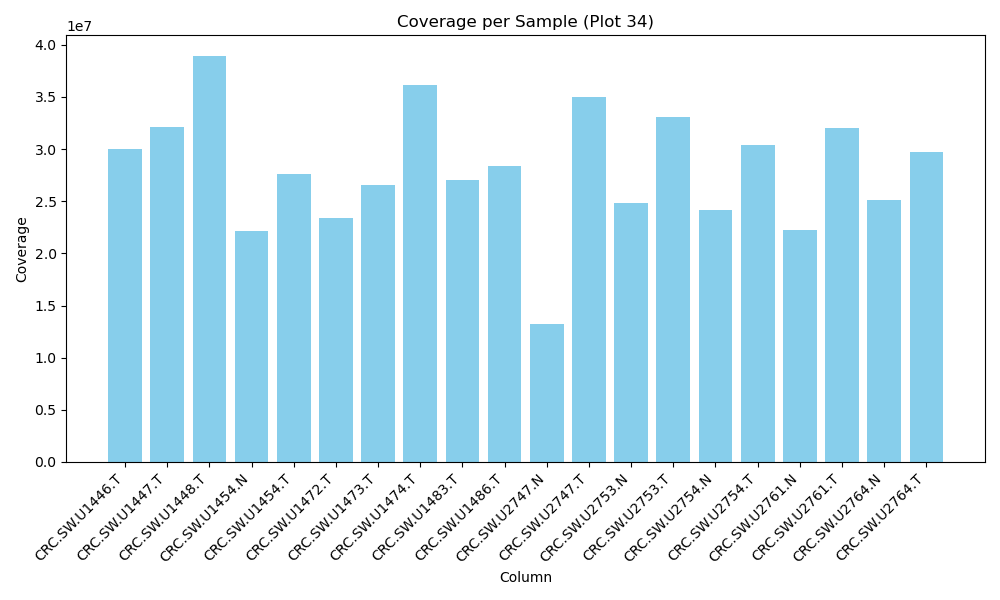 Coverage per Sample (Plot 34)
1e7
4.0
3.5
3.0
2.5
2.0
1.5
1.0
0.5
0.0
Coverage
CRC.SW.U1446.T
CRC.SW.U1447.T
CRC.SW.U1448.T
CRC.SW.U1454.N
CRC.SW.U1454.T
CRC.SW.U1472.T
CRC.SW.U1473.T
CRC.SW.U1474.T
CRC.SW.U1483.T
CRC.SW.U1486.T
CRC.SW.U2747.N
CRC.SW.U2747.T
CRC.SW.U2753.N
CRC.SW.U2753.T
CRC.SW.U2754.N
CRC.SW.U2754.T
CRC.SW.U2761.N
CRC.SW.U2761.T
CRC.SW.U2764.N
CRC.SW.U2764.T
Column